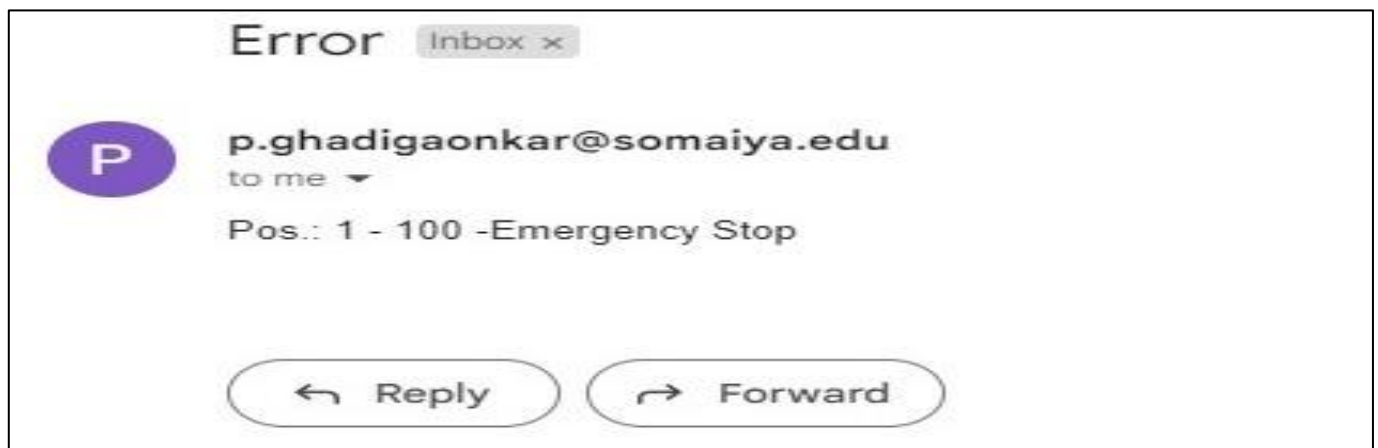 Error Inbox ×
P
p.ghadigaonkar@somaiya.edu
to me
Pos.: 1 - 100 -Emergency Stop
Reply Forward